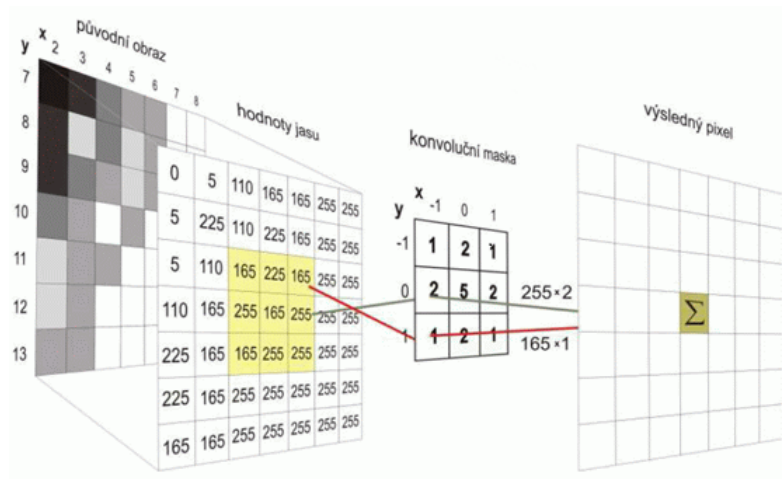 původní obraz
x 2 3 4 5 6 7 8
y
7
8
9
10
11
12
13
hodnoty jasu
0 5 110 165 165 255 255
5 225 110 225 165 255 255
5 110 165 225 165 255 255
110 165 255 165 255 255 255
225 165 165 255 255 255 255
225 165 255 255 255 255 255
165 165 255 255 255 255 255
konvoluční maska
x -1 0 1
y
-1 1 2 1
0 2 5 2
1 1 2 1
255×2
165×1
výsledný pixel
Σ